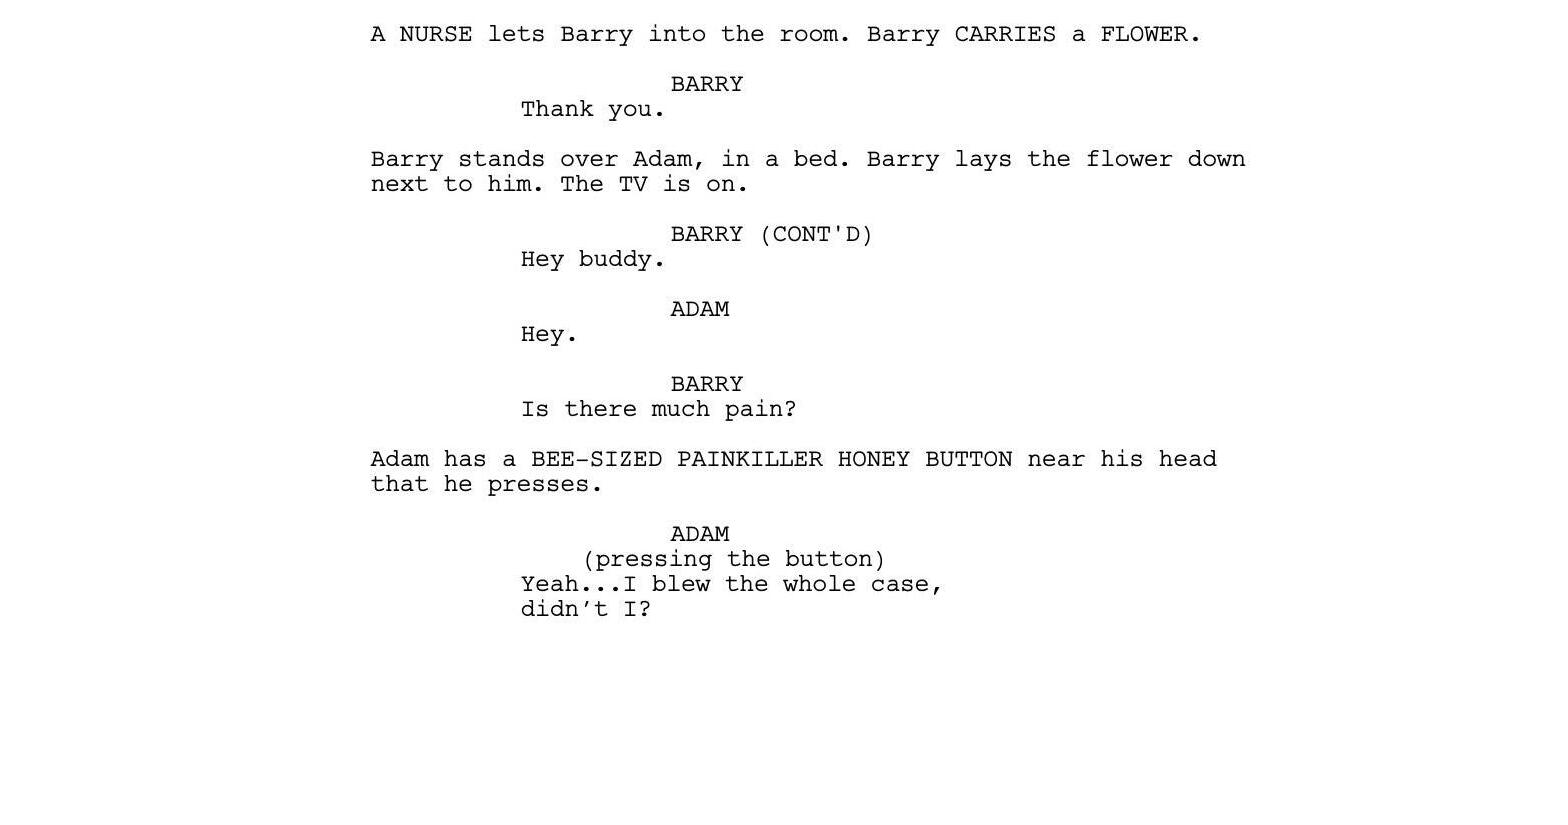 A NURSE lets Barry into the room. Barry CARRIES a FLOWER.
BARRY
Thank you.
Barry stands over Adam, in a bed. Barry lays the flower down
next to him. The TV is on.
BARRY (CONT'D)
Hey buddy.
ADAM
Hey.
BARRY
Is there much pain?
Adam has a BEE-SIZED PAINKILLER HONEY BUTTON near his head
that he presses.
ADAM
(pressing the button)
Yeah...I blew the whole case,
didn’t I?